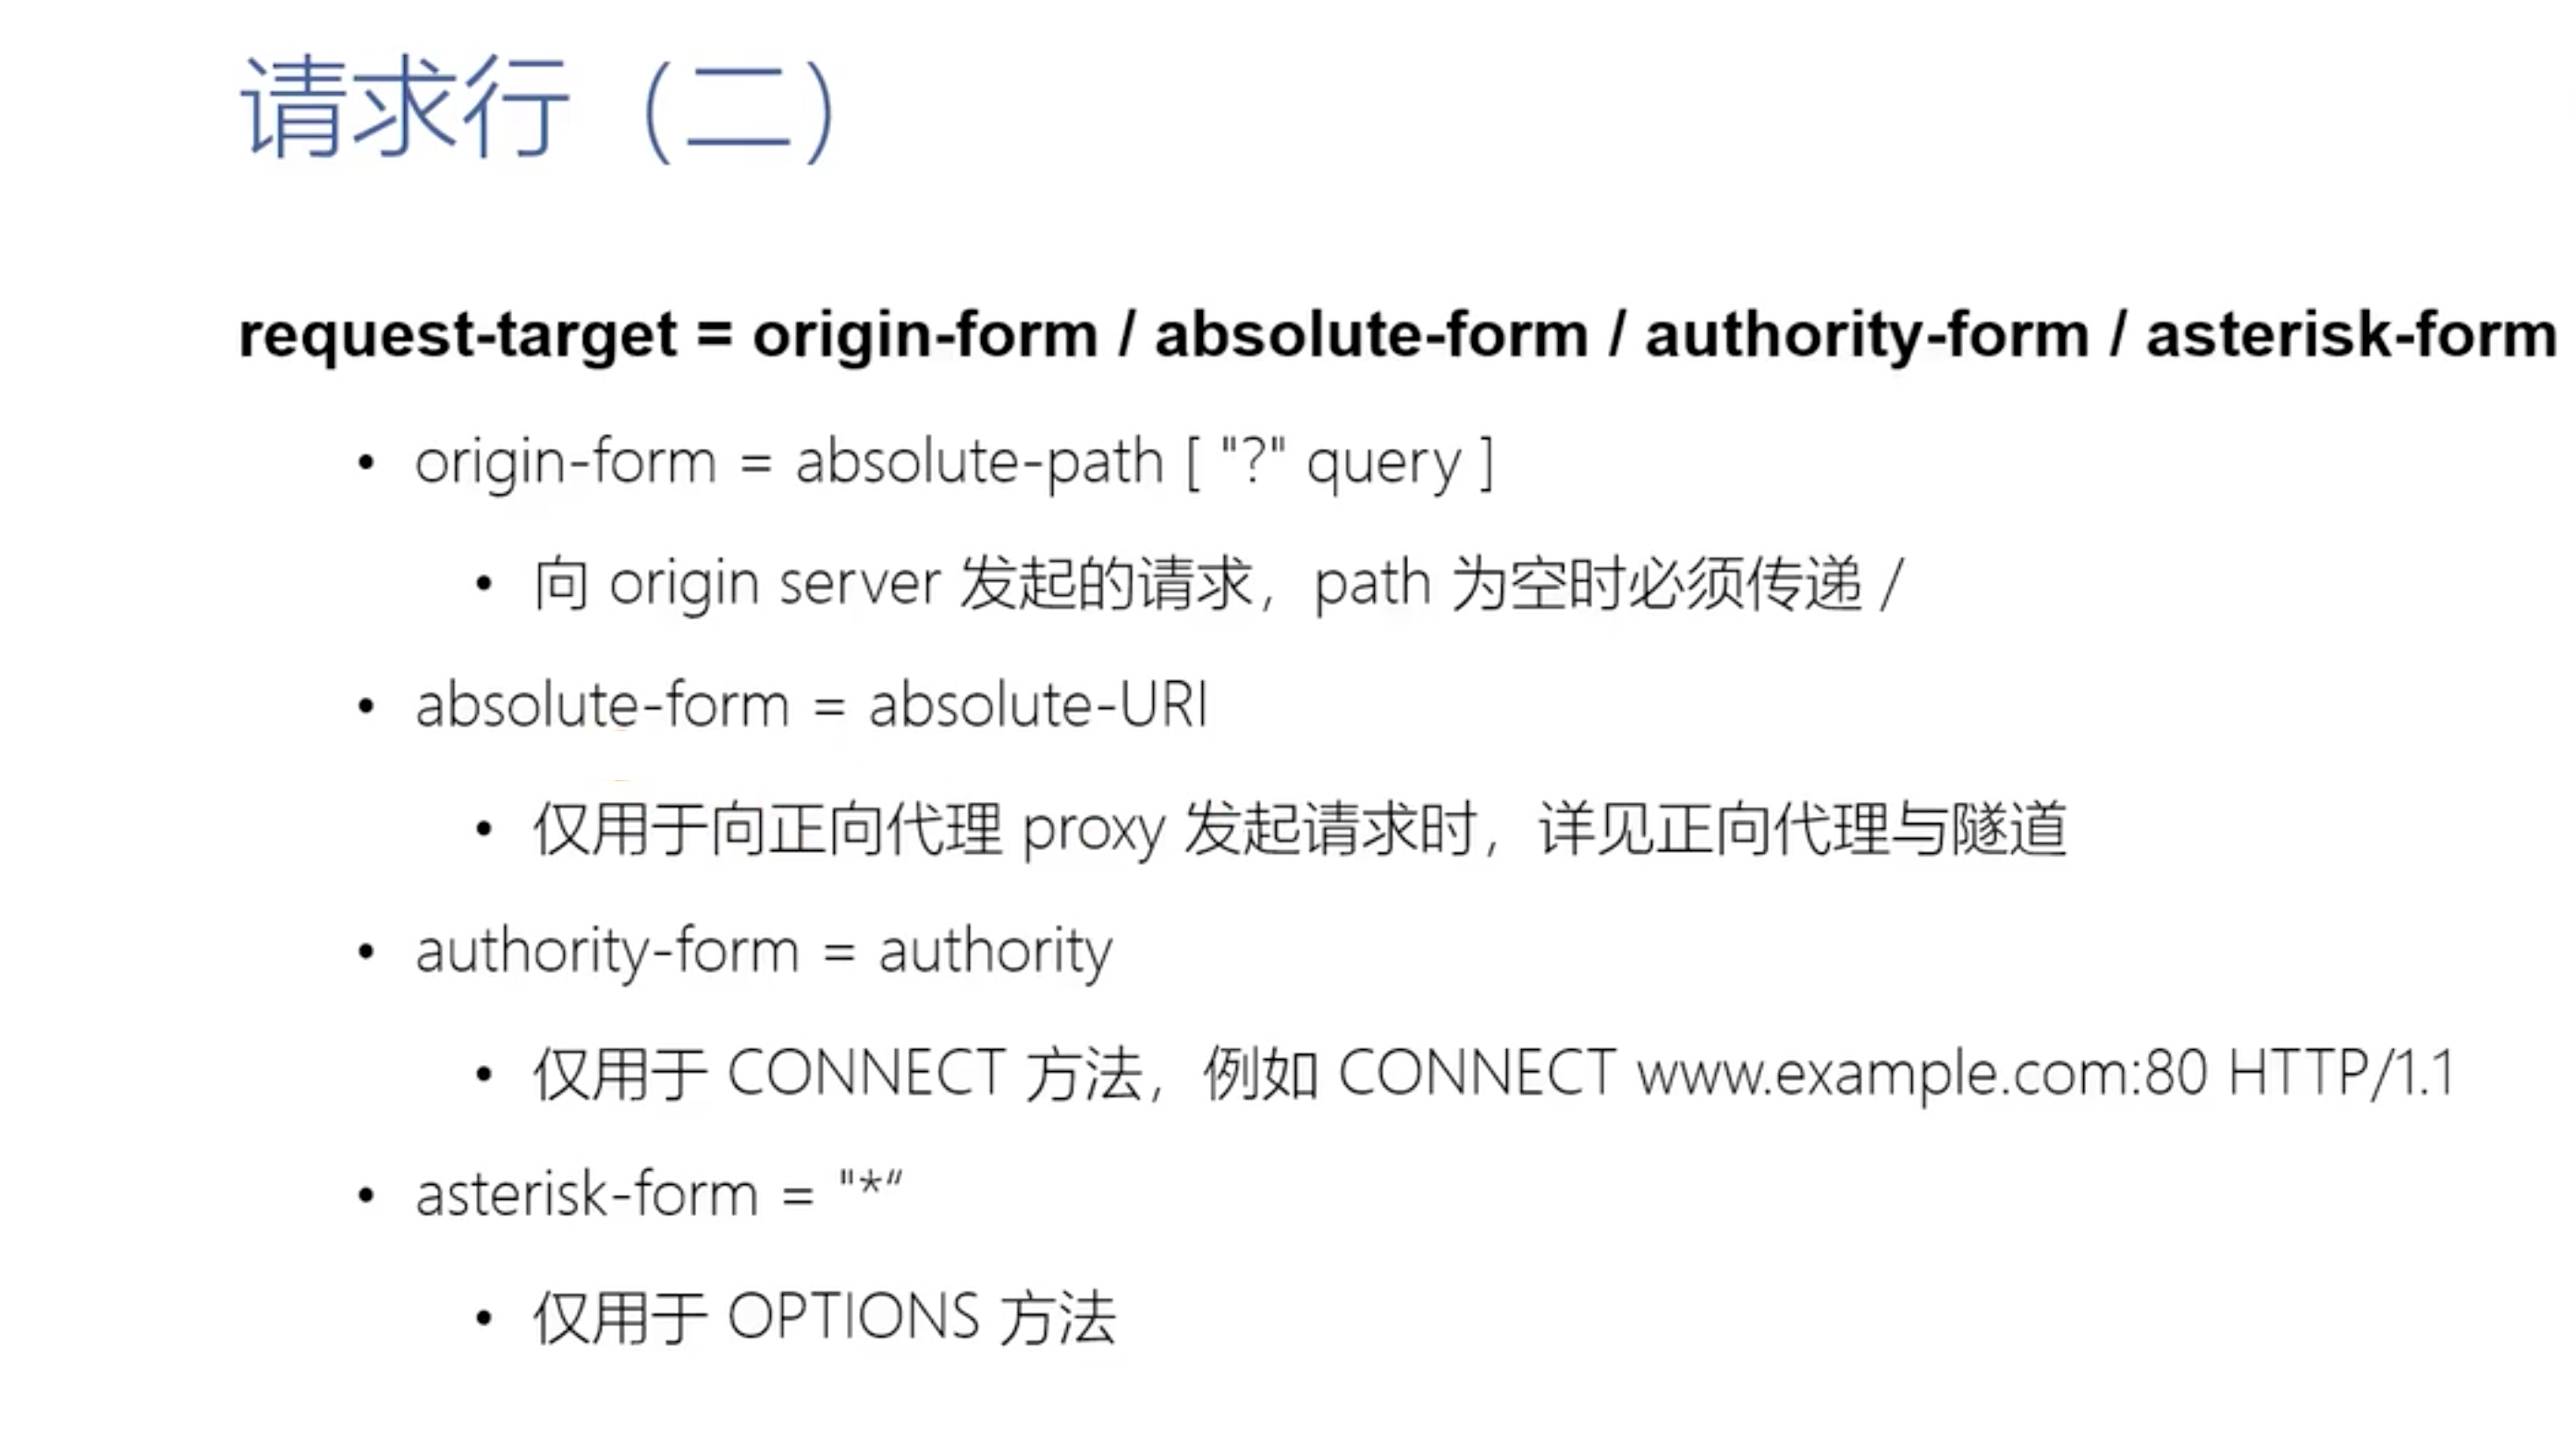 请求行（二）
request-target = origin-form / absolute-form / authority-form / asterisk-form
• origin-form = absolute-path [ "?" query ]
• 向 origin server 发起的请求，path 为空时必须传递 /
• absolute-form = absolute-URI
• 仅用于向正向代理 proxy 发起请求时，详见正向代理与隧道
• authority-form = authority
• 仅用于 CONNECT 方法，例如 CONNECT www.example.com:80 HTTP/1.1
• asterisk-form = "*“
• 仅用于 OPTIONS 方法